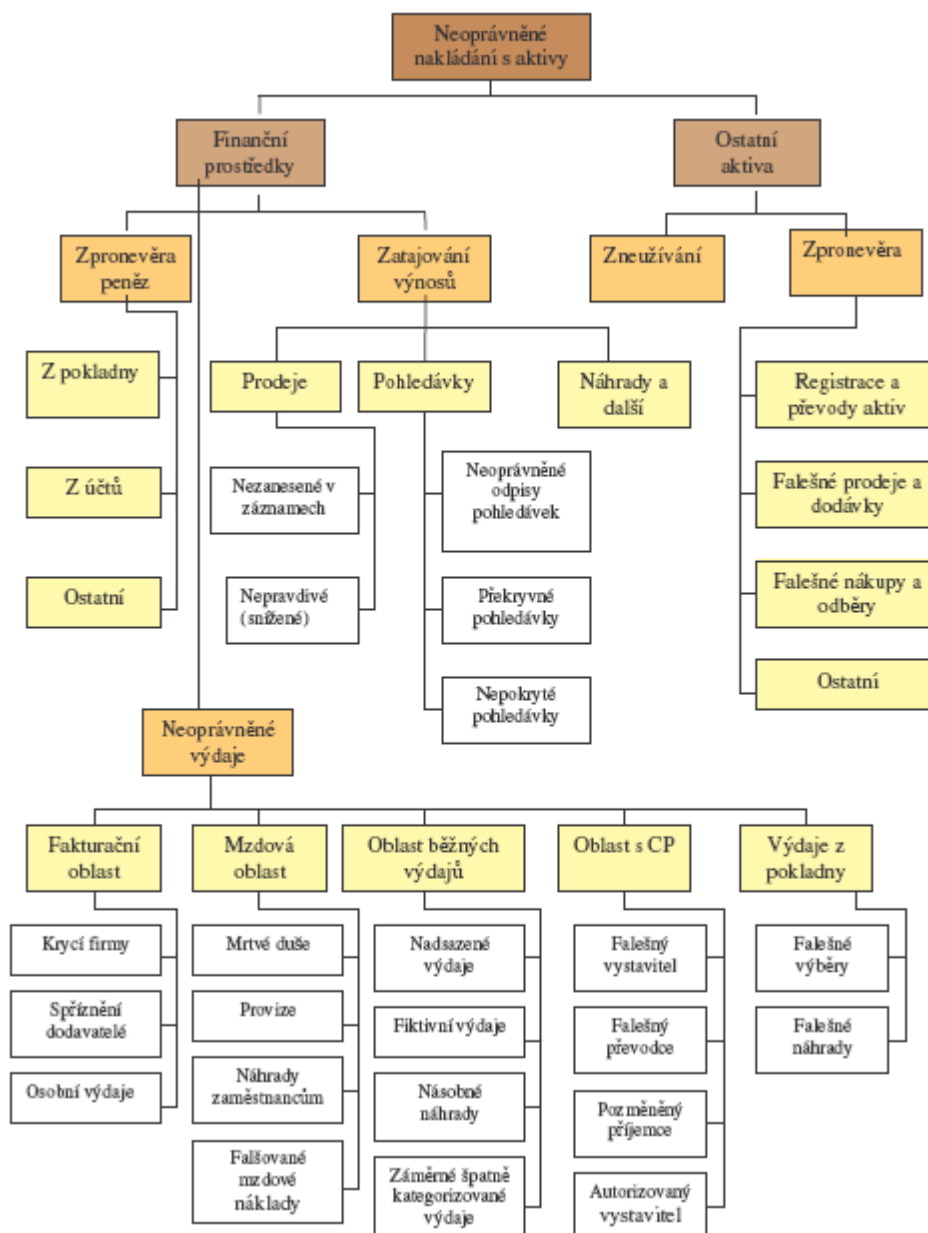 Neoprávněné
nakládání s aktivy
Finanční
prostředky
Ostatní
aktiva
Zpronevěra
peněz
Zatajování
výnosů
Zneužívání
Zpronevěra
Z pokladny
Z účtů
Ostatní
Prodeje
Pohledávky
Náhrady a
další
Nezanesené v
záznamech
Nepravdivé
(snížené)
Neoprávněné
odpisy
pohledávek
Překryvné
pohledávky
Nepokryté
pohledávky
Registrace a
převody aktiv
Falešné prodeje a
dodávky
Falešné nákupy a
odběry
Ostatní
Neoprávněné
výdaje
Fakturační
oblast
Krycí firmy
Spříznění
dodavatelé
Osobní výdaje
Mzdová
oblast
Mrtvé duše
Provize
Náhrady
zaměstnancům
Falšované
mzdové
náklady
Oblast běžných
výdajů
Nadsazené
výdaje
Fiktivní výdaje
Násobné
náhrady
Záměrné špatně
kategorizované
výdaje
Oblast s CP
Falešný
vystavitel
Falešný
převodce
Pozměněný
příjemce
Autorizovaný
vystavitel
Výdaje z
pokladny
Falešné
výběry
Falešné
náhrady